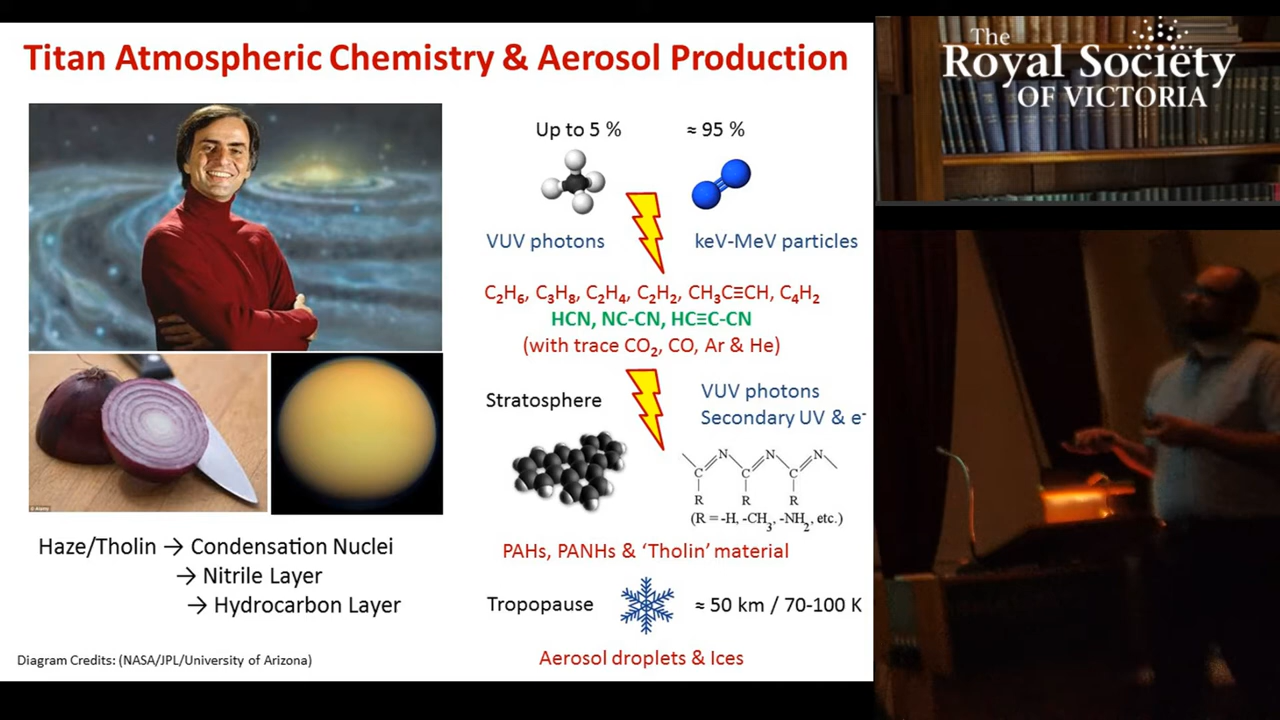 Titan Atmospheric Chemistry & Aerosol Production
The
Royal Society
OF VICTORIA
Up to 5 %
≈ 95 %
VUV photons
keV-MeV particles
C₂H₆, C₃H₈, C₂H₄, C₂H₂, CH₃C≡CH, C₄H₂
HCN, NC-CN, HC≡C-CN
(with trace CO₂, CO, Ar & He)
Stratosphere
VUV photons
Secondary UV & e⁻
N N N
C C C
R R R
(R = -H, -CH₃, -NH₂, etc.)
PAHs, PANHs & ‘Tholin’ material
Tropopause
≈ 50 km / 70-100 K
Aerosol droplets & Ices
Haze/Tholin → Condensation Nuclei
→ Nitrile Layer
→ Hydrocarbon Layer
Diagram Credits: (NASA/JPL/University of Arizona)